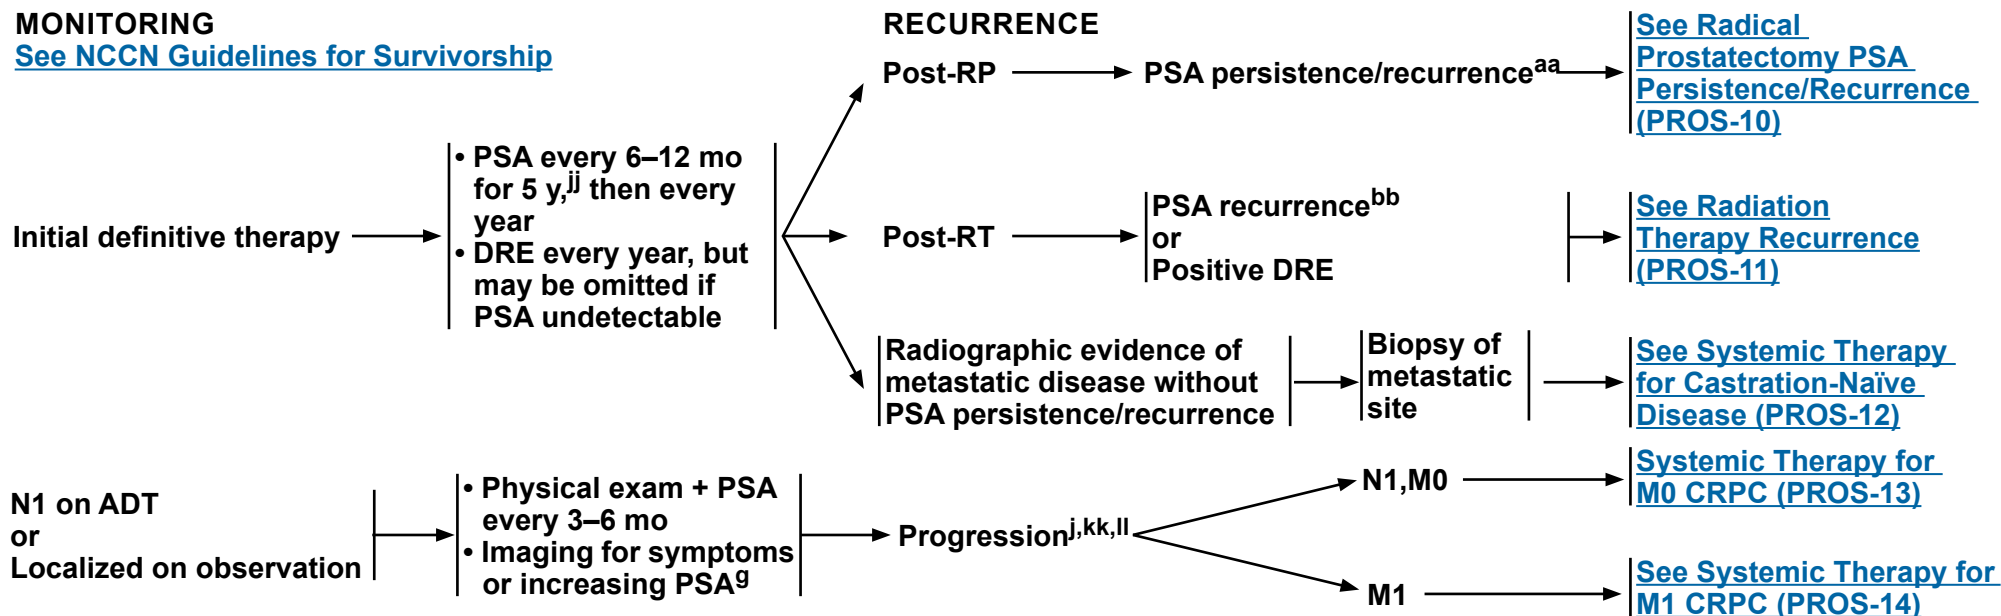 MONITORING
See NCCN Guidelines for Survivorship
RECURRENCE
Initial definitive therapy
• PSA every 6–12 mo
for 5 y,jj then every
year
• DRE every year, but
may be omitted if
PSA undetectable
Post-RP
PSA persistence/recurrenceaa
See Radical
Prostatectomy PSA
Persistence/Recurrence
(PROS-10)
Post-RT
PSA recurrencebb
or
Positive DRE
See Radiation
Therapy Recurrence
(PROS-11)
Radiographic evidence of
metastatic disease without
PSA persistence/recurrence
Biopsy of
metastatic
site
See Systemic Therapy
for Castration-Naïve
Disease (PROS-12)
N1 on ADT
or
Localized on observation
• Physical exam + PSA
every 3–6 mo
• Imaging for symptoms
or increasing PSAg
Progressionj,kk,ll
N1,M0
Systemic Therapy for
M0 CRPC (PROS-13)
M1
See Systemic Therapy for
M1 CRPC (PROS-14)